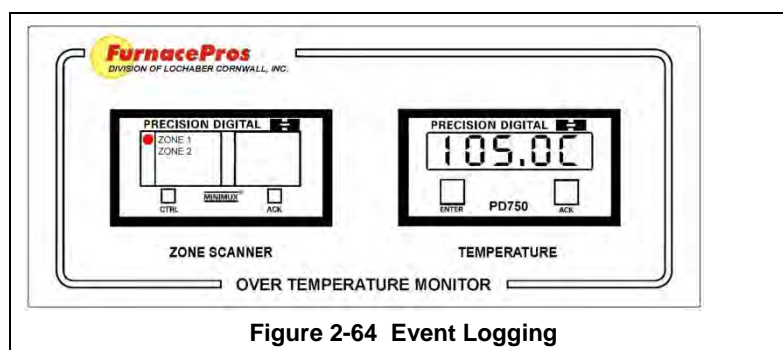 FurnacePros
DIVISION OF LOCHABER CORNWALL, INC.
PRECISION DIGITAL
ZONE 1
ZONE 2
CTRL
MINIMUX®
ACK
ZONE SCANNER
PRECISION DIGITAL
105.0C
ENTER
PD750
ACK
TEMPERATURE
OVER TEMPERATURE MONITOR
Figure 2-64 Event Logging